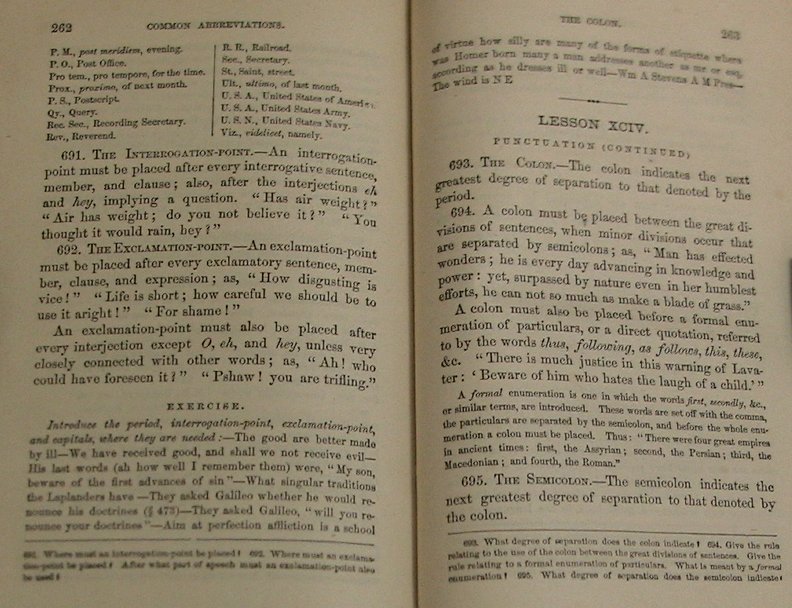 262 COMMON ABBREVIATIONS.
P. M., post meridiem, evening.
P. O., Post Office.
Pro tem., pro tempore, for the time.
Prox., proximo, of next month.
P. S., Postscript.
Qy., Query.
Rec. Sec., Recording Secretary.
Rev., Reverend.
R. R., Railroad.
Sec., Secretary.
St., Saint, street.
Ult., ultimo, of last month.
U. S. A., United States of America.
U. S. A., United States Army.
U. S. N., United States Navy.
Viz., videlicet, namely.
691. THE INTERROGATION-POINT.—An interrogation-
point must be placed after every interrogative sentence,
member, and clause; also, after the interjections eh
and hey, implying a question. "Has air weight?"
"Air has weight; do you not believe it?" "You
thought it would rain, hey?"
692. THE EXCLAMATION-POINT.—An exclamation-point
must be placed after every exclamatory sentence, mem-
ber, clause, and expression; as, "How disgusting is
vice!" "Life is short; how careful we should be to
use it aright!" "For shame!"
An exclamation-point must also be placed after
every interjection except O, eh, and hey, unless very
closely connected with other words; as, "Ah! who
could have foreseen it?" "Pshaw! you are trifling."
EXERCISE.
Introduce the period, interrogation-point, exclamation-point,
and capitals, where they are needed:—The good are better made
by ill—We have received good, and shall we not receive evil—
His last words (ah how well I remember them) were, "My son,
beware of the first advances of sin"—What singular traditions
the Laplanders have—They asked Galileo whether he would re-
nounce his doctrines (§ 473)—They asked Galileo, "will you re-
nounce your doctrines"—Aim at perfection affliction is a school
691. Where must an interrogation-point be placed? 692. Where must an exclama-
tion-point be placed? After what part of speech must an exclamation-point also
be used?
THE COLON. 263
of virtue how silly are many of the forms of etiquette where
was Homer born many a man addresses another as mr or esq,
according as he dresses ill or well—Wm A Stevens A M Pres—
The wind is N E
LESSON XCIV.
PUNCTUATION (CONTINUED)
693. THE COLON.—The colon indicates the next
greatest degree of separation to that denoted by the
period.
694. A colon must be placed between the great di-
visions of sentences, when minor divisions occur that
are separated by semicolons; as, "Man has effected
wonders; he is every day advancing in knowledge and
power: yet, surpassed by nature even in her humblest
efforts, he can not so much as make a blade of grass."
A colon must also be placed before a formal enu-
meration of particulars, or a direct quotation, referred
to by the words thus, following, as follows, this, these,
&c. "There is much justice in this warning of Lava-
ter: 'Beware of him who hates the laugh of a child.'"
A formal enumeration is one in which the words first, secondly, &c.,
or similar terms, are introduced. These words are set off with the comma,
the particulars are separated by the semicolon, and before the whole enu-
meration a colon must be placed. Thus: "There were four great empires
in ancient times: first, the Assyrian; second, the Persian; third, the
Macedonian; and fourth, the Roman."
695. THE SEMICOLON.—The semicolon indicates the
next greatest degree of separation to that denoted by
the colon.
693. What degree of separation does the colon indicate? 694. Give the rule
relating to the use of the colon between the great divisions of sentences. Give the
rule relating to a formal enumeration of particulars. What is meant by a formal
enumeration? 695. What degree of separation does the semicolon indicate?